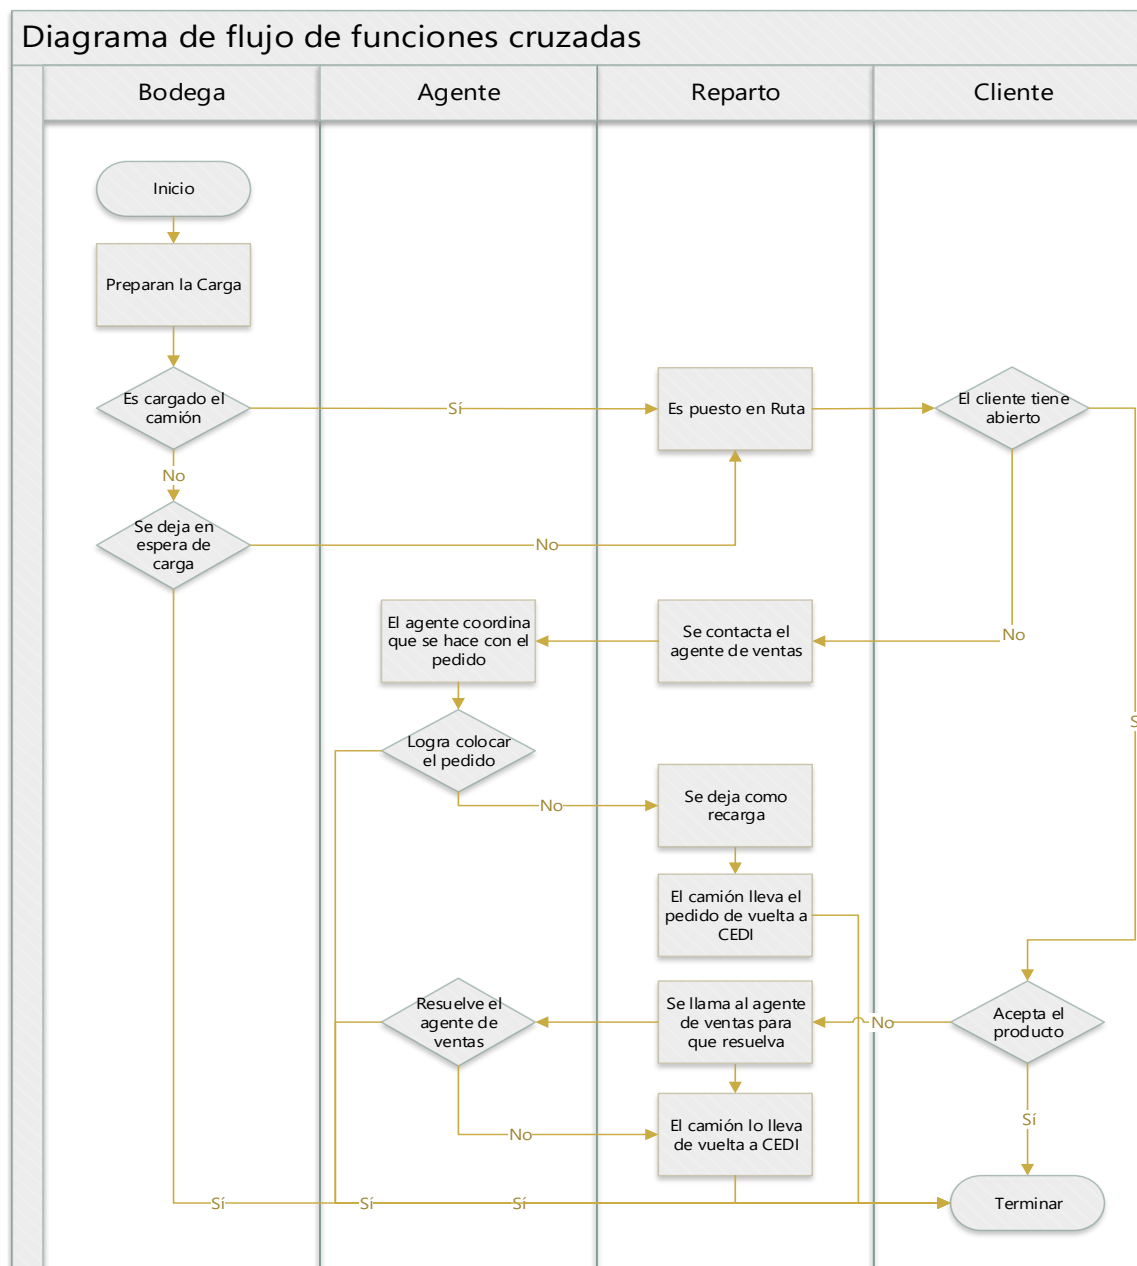 Diagrama de flujo de funciones cruzadas
Bodega
Agente
Reparto
Cliente
Inicio
Preparan la Carga
Es cargado el
camión
Sí
Es puesto en Ruta
El cliente tiene
abierto
No
Se deja en
espera de
carga
No
El agente coordina
que se hace con el
pedido
Se contacta el
agente de ventas
No
Logra colocar
el pedido
No
Se deja como
recarga
El camión lleva el
pedido de vuelta a
CEDI
Resuelve el
agente de
ventas
Se llama al agente
de ventas para
que resuelva
No
Acepta el
producto
No
El camión lo lleva
de vuelta a CEDI
Sí
Sí
Sí
Sí
Terminar